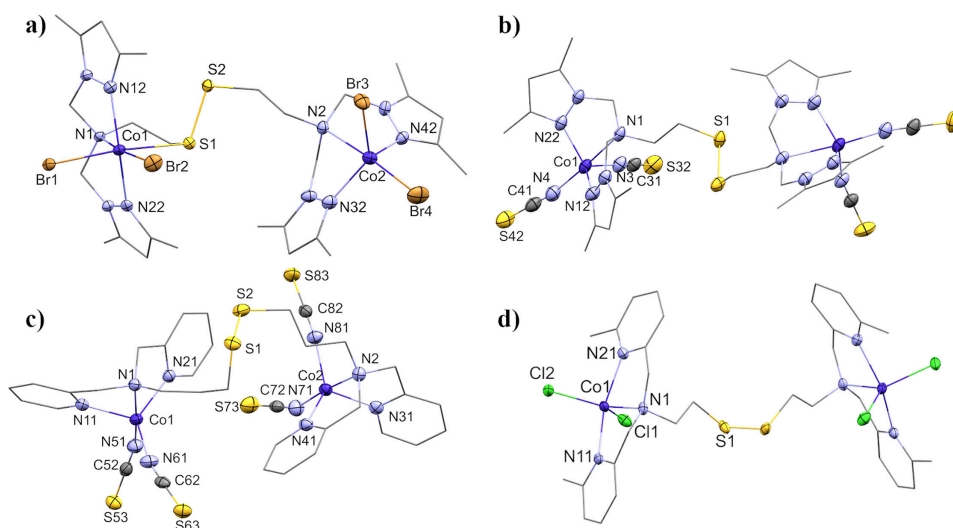 a)
S2
Br3
N12
N2
N42
N1
Co1
S1
Br1
Br2
Co2
N22
N32
Br4
b)
N22
N1
S1
Co1
S32
N4
N3
C31
C41
N12
S42
c)
S83
S2
C82
N81
S1
N21
N1
Co2
N2
C72
N71
S73
N11
Co1
N31
N41
N51
N61
C52
C62
S53
S63
d)
N21
Cl2
Co1
N1
Cl1
S1
N11